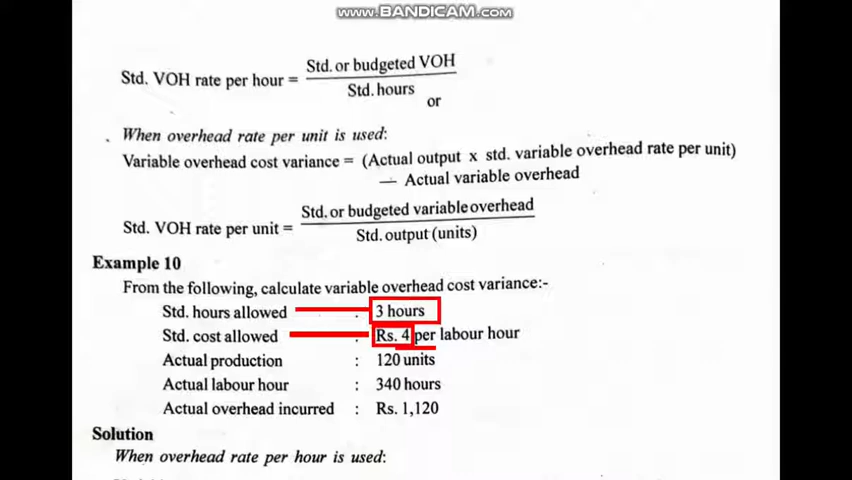 www.BANDICAM.com
Std. VOH rate per hour = Std. or budgeted VOH / Std. hours
or
When overhead rate per unit is used:
Variable overhead cost variance = (Actual output x std. variable overhead rate per unit)
— Actual variable overhead
Std. VOH rate per unit = Std. or budgeted variable overhead / Std. output (units)
Example 10
From the following, calculate variable overhead cost variance:-
Std. hours allowed : 3 hours
Std. cost allowed : Rs. 4 per labour hour
Actual production : 120 units
Actual labour hour : 340 hours
Actual overhead incurred : Rs. 1,120
Solution
When overhead rate per hour is used: